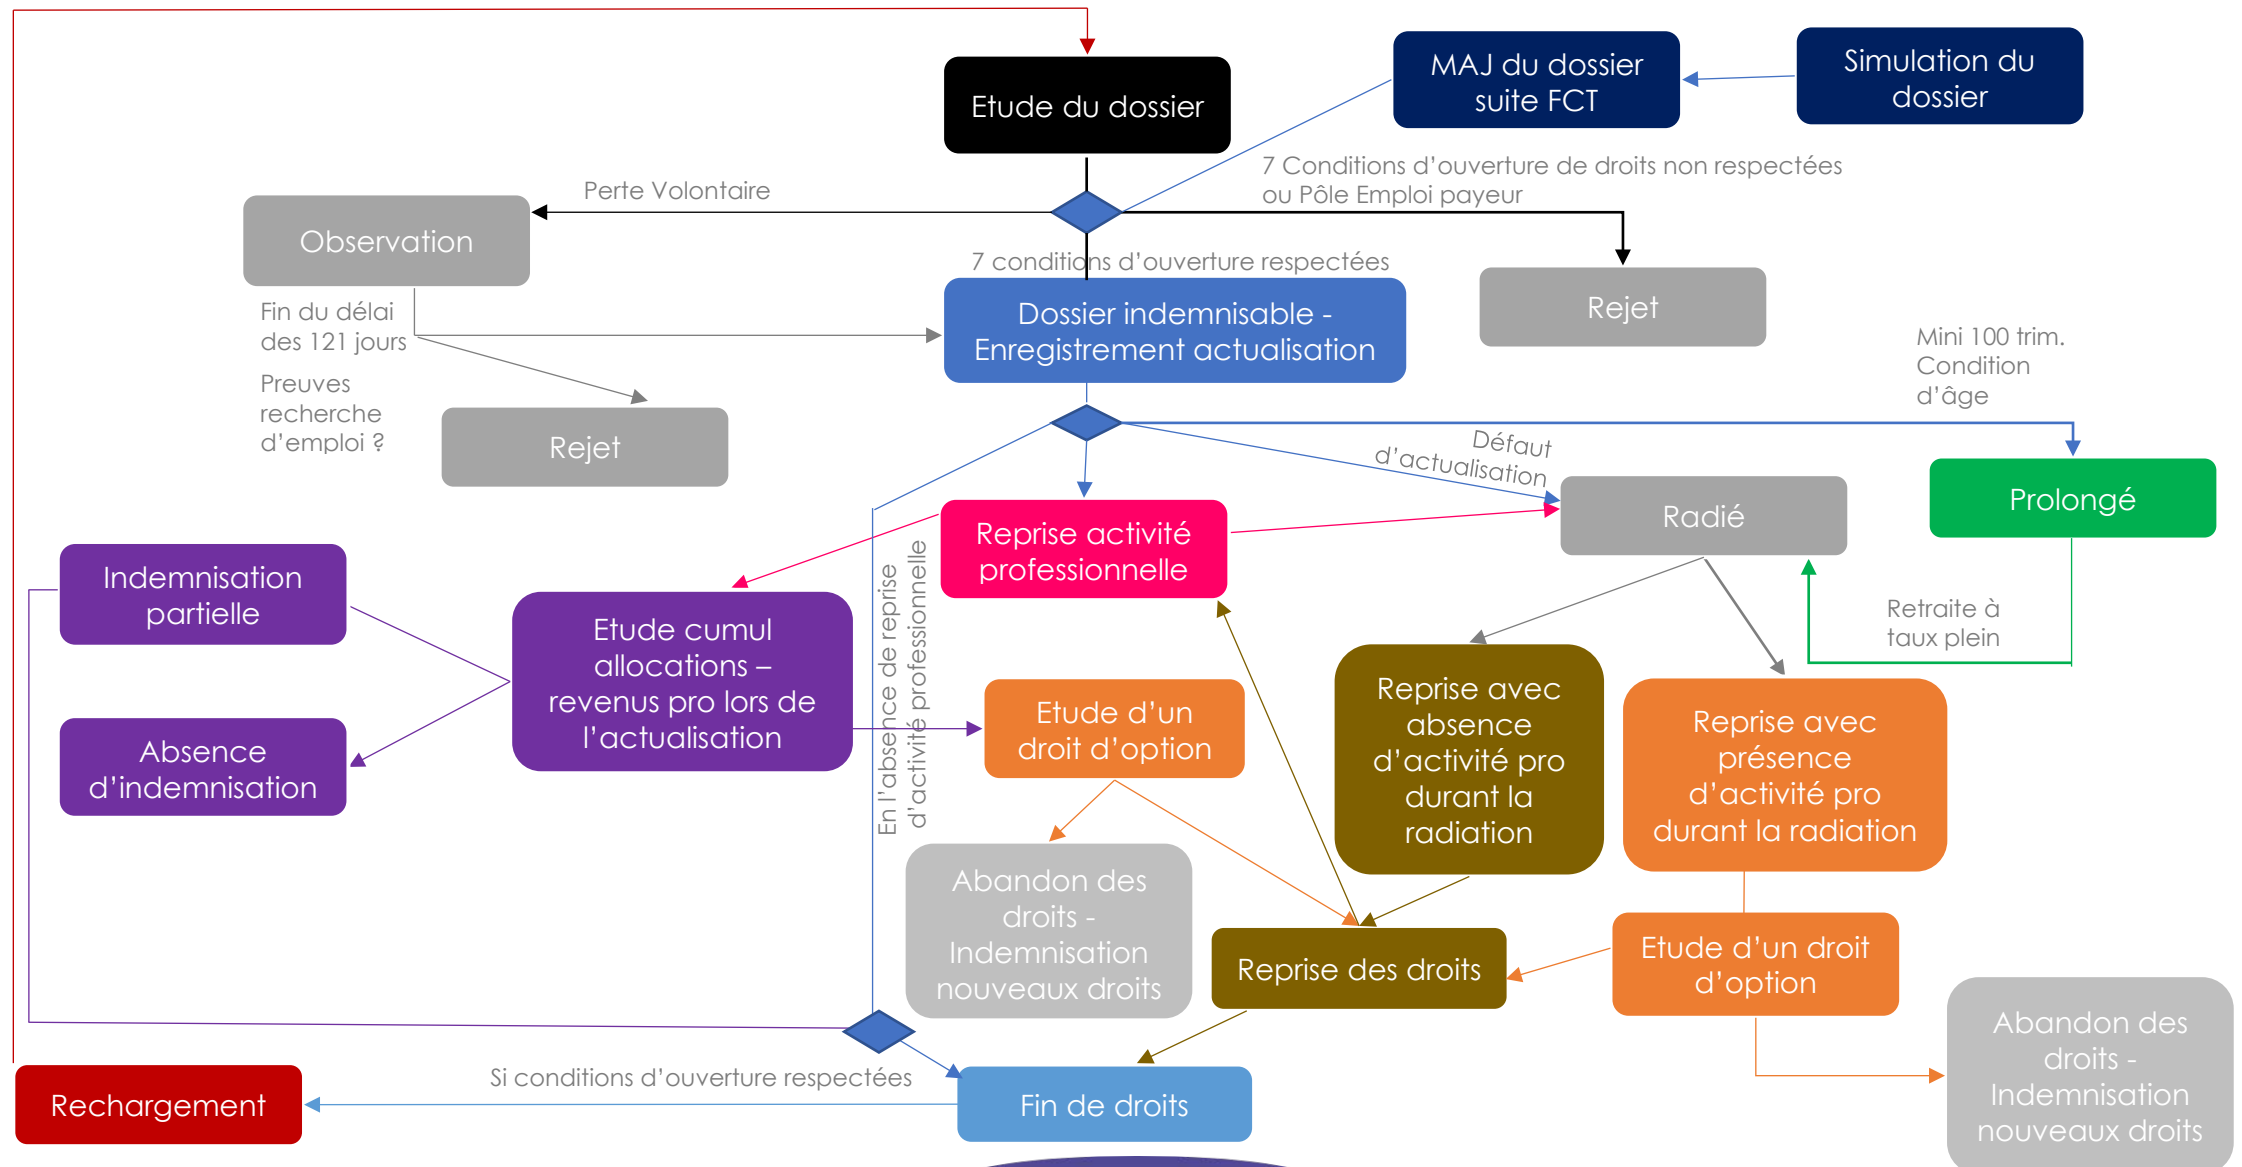 Etude du dossier
MAJ du dossier
suite FCT
Simulation du
dossier
7 Conditions d’ouverture de droits non respectées
ou Pôle Emploi payeur
Perte Volontaire
Observation
7 conditions d’ouverture respectées
Dossier indemnisable -
Enregistrement actualisation
Rejet
Fin du délai
des 121 jours
Preuves
recherche
d’emploi ?
Rejet
Mini 100 trim.
Condition
d’âge
Défaut
d’actualisation
Radié
Prolongé
Reprise activité
professionnelle
Indemnisation
partielle
Etude cumul
allocations –
revenus pro lors de
l’actualisation
Absence
d’indemnisation
En l’absence de reprise
d’activité professionnelle
Retraite à
taux plein
Etude d’un
droit d’option
Reprise avec
absence
d’activité pro
durant la
radiation
Reprise avec
présence
d’activité pro
durant la radiation
Abandon des
droits -
Indemnisation
nouveaux droits
Reprise des droits
Etude d’un droit
d’option
Abandon des
droits -
Indemnisation
nouveaux droits
Si conditions d’ouverture respectées
Rechargement
Fin de droits